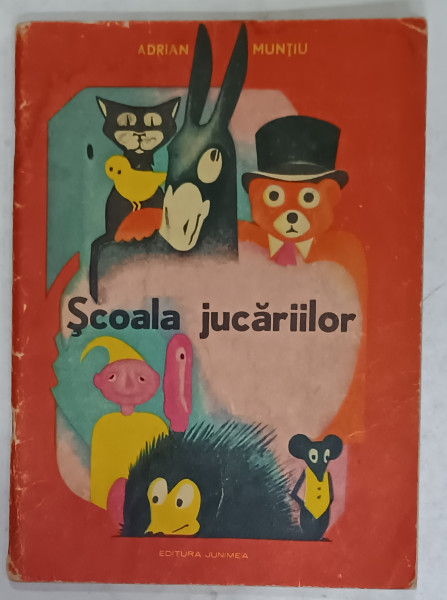 ADRIAN MUNȚIU
Școala jucăriilor
EDITURA JUNIMEA